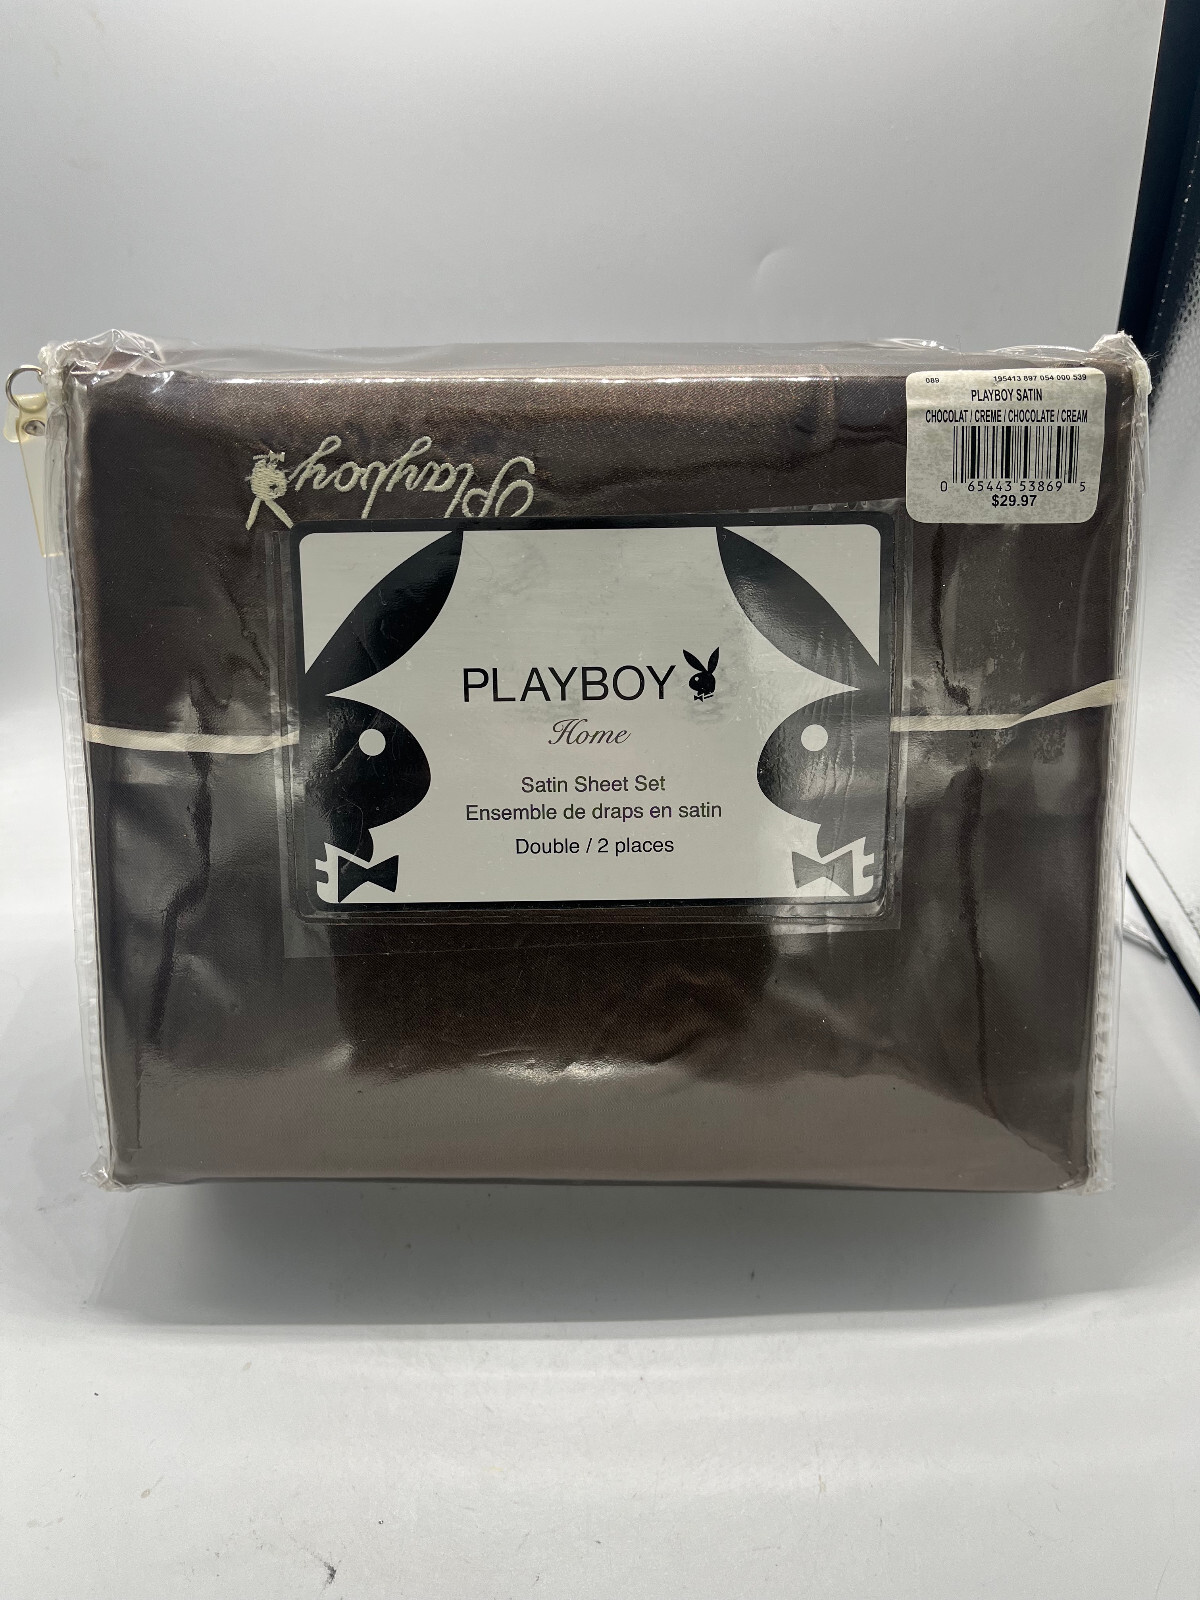 089 195413 897 054 000 539
PLAYBOY SATIN
CHOCOLAT / CREME / CHOCOLATE / CREAM
0 65443 53869 5
$29.97
Playboy
PLAYBOY
Home
Satin Sheet Set
Ensemble de draps en satin
Double / 2 places